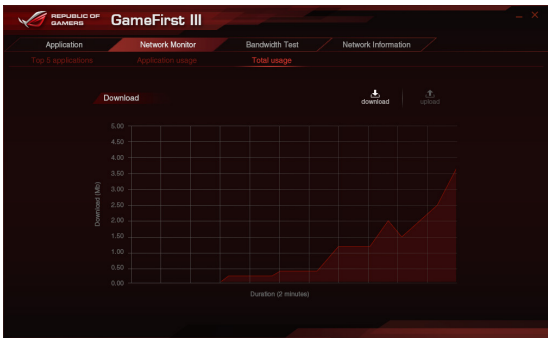 REPUBLIC OF
GAMERS
GameFirst III
Application
Network Monitor
Bandwidth Test
Network Information
Top 5 applications
Application usage
Total usage
Download
download
upload
5.00
4.50
4.00
3.50
3.00
2.50
2.00
1.50
1.00
0.50
0.00
Download (Mb)
Duration (2 minutes)